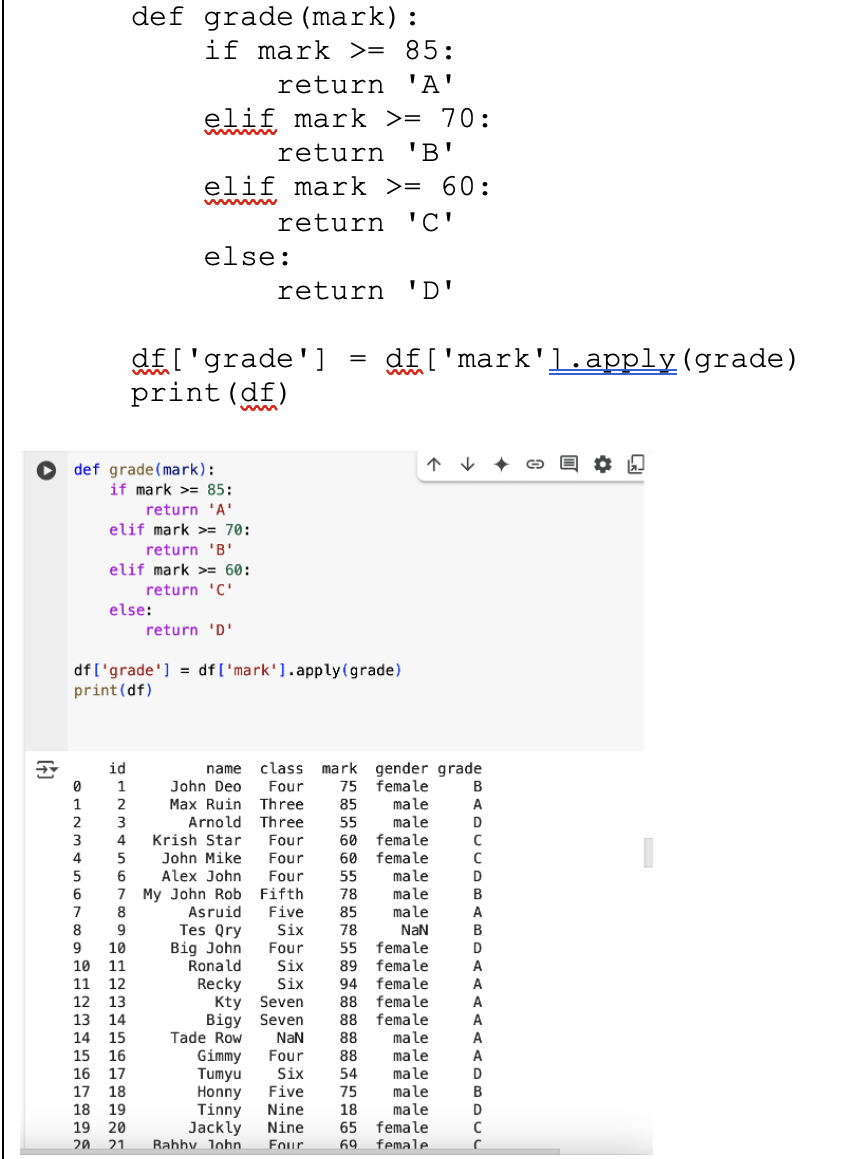 def grade(mark):
if mark >= 85:
return 'A'
elif mark >= 70:
return 'B'
elif mark >= 60:
return 'C'
else:
return 'D'
df['grade'] = df['mark'].apply(grade)
print(df)
def grade(mark):
if mark >= 85:
return 'A'
elif mark >= 70:
return 'B'
elif mark >= 60:
return 'C'
else:
return 'D'
df['grade'] = df['mark'].apply(grade)
print(df)
id name class mark gender grade
0 1 John Deo Four 75 female B
1 2 Max Ruin Three 85 male A
2 3 Arnold Three 55 male D
3 4 Krish Star Four 60 female C
4 5 John Mike Four 60 female C
5 6 Alex John Four 55 male D
6 7 My John Rob Fifth 78 male B
7 8 Asruid Five 85 male A
8 9 Tes Qry Six 78 NaN B
9 10 Big John Four 55 female D
10 11 Ronald Six 89 female A
11 12 Recky Six 94 female A
12 13 Kty Seven 88 female A
13 14 Bigy Seven 88 female A
14 15 Tade Row NaN 88 male A
15 16 Gimmy Four 88 male A
16 17 Tumyu Six 54 male D
17 18 Honny Five 75 male B
18 19 Tinny Nine 18 male D
19 20 Jackly Nine 65 female C
20 21 Babby John Four 69 female C